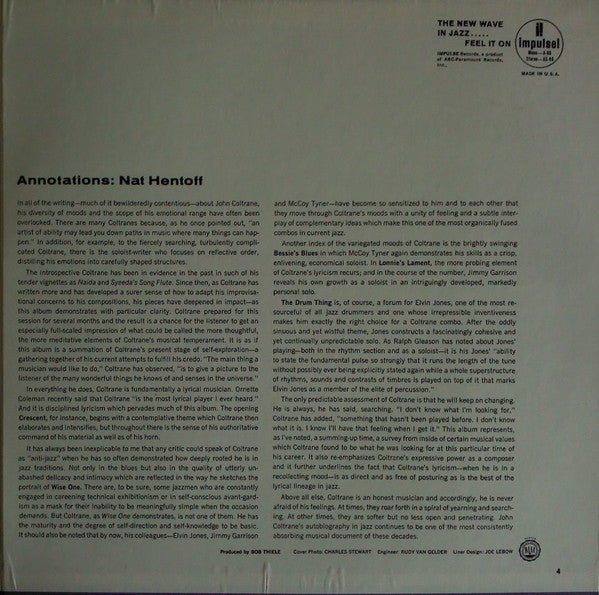 THE NEW WAVE
IN JAZZ.....
FEEL IT ON
impulse!
Mono—A-66
Stereo—AS-66
IMPULSE Records, a product
of ABC-Paramount Records,
Inc.,
MADE IN U.S.A.
Annotations: Nat Hentoff
In all of the writing—much of it bewilderedly contentious—about John Coltrane,
his diversity of moods and the scope of his emotional range have often been
overlooked. There are many Coltranes because, as he once pointed out, "an
artist of ability may lead you down paths in music where many things can hap-
pen." In addition, for example, to the fiercely searching, turbulently compli-
cated Coltrane, there is the soloist-writer who focuses on reflective order,
distilling his emotions into carefully shaped structures.
The introspective Coltrane has been in evidence in the past in such of his
tender vignettes as Naida and Syeeda's Song Flute. Since then, as Coltrane has
written more and has developed a surer sense of how to adapt his improvisa-
tional concerns to his compositions, his pieces have deepened in impact—as
this album demonstrates with particular clarity. Coltrane prepared for this
session for several months and the result is a chance for the listener to get an
especially full-scaled impression of what could be called the more thoughtful,
the more meditative elements of Coltrane's musical temperament. It is as if
this album is a summation of Coltrane's present stage of self-exploration—a
gathering together of his current attempts to fulfill his credo. "The main thing a
musician would like to do," Coltrane has observed, "is to give a picture to the
listener of the many wonderful things he knows of and senses in the universe."
In everything he does, Coltrane is fundamentally a lyrical musician. Ornette
Coleman recently said that Coltrane "is the most lyrical player I ever heard."
And it is disciplined lyricism which pervades much of this album. The opening
Crescent, for instance, begins with a contemplative theme which Coltrane then
elaborates and intensifies, but throughout there is the sense of his authoritative
command of his material as well as of his horn.
It has always been inexplicable to me that any critic could speak of Coltrane
as "anti-jazz" when he has so often demonstrated how deeply rooted he is in
jazz traditions. Not only in the blues but also in the quality of utterly un-
abashed delicacy and intimacy which are reflected in the way he sketches the
portrait of Wise One. There are, to be sure, some jazzmen who are constantly
engaged in careening technical exhibitionism or in self-conscious avant-gard-
ism as a mask for their inability to be meaningfully simple when the occasion
demands. But Coltrane, as Wise One demonstrates, is not one of them. He has
the maturity and the degree of self-direction and self-knowledge to be basic.
It should also be noted that by now, his colleagues—Elvin Jones, Jimmy Garrison
and McCoy Tyner—have become so sensitized to him and to each other that
they move through Coltrane's moods with a unity of feeling and a subtle inter-
play of complementary ideas which make this one of the most organically fused
combos in current jazz.
Another index of the variegated moods of Coltrane is the brightly swinging
Bessie's Blues in which McCoy Tyner again demonstrates his skills as a crisp,
enlivening, economical soloist. In Lonnie's Lament, the more probing element
of Coltrane's lyricism recurs; and in the course of the number, Jimmy Garrison
reveals his own growth as a soloist in an intriguingly developed, markedly
personal solo.
The Drum Thing is, of course, a forum for Elvin Jones, one of the most re-
sourceful of all jazz drummers and one whose irrepressible inventiveness
makes him exactly the right choice for a Coltrane combo. After the oddly
sinuous and yet wistful theme, Jones constructs a fascinatingly cohesive and
yet continually unpredictable solo. As Ralph Gleason has noted about Jones'
playing—both in the rhythm section and as a soloist—it is his Jones' "ability
to state the fundamental pulse so strongly that it runs the length of the tune
without possibly ever being explicitly stated again while a whole superstructure
of rhythms, sounds and contrasts of timbres is played on top of it that marks
Elvin Jones as a member of the elite of percussion."
The only predictable assessment of Coltrane is that he will keep on changing.
He is always, he has said, searching. "I don't know what I'm looking for,"
Coltrane has added, "something that hasn't been played before. I don't know
what it is. I know I'll have that feeling when I get it." This album represents,
as I've noted, a summing-up time, a survey from inside of certain musical values
which Coltrane found to be what he was looking for at this particular time of
his career. It also re-emphasizes Coltrane's expressive power as a composer
and it further underlines the fact that Coltrane's lyricism—when he is in a
recollecting mood—is as direct and as free of posturing as is the best of the
lyrical lineage in jazz.
Above all else, Coltrane is an honest musician and accordingly, he is never
afraid of his feelings. At times, they roar forth in a spiral of yearning and search-
ing. At other times, they are softer but no less open and penetrating. John
Coltrane's autobiography in jazz continues to be one of the most consistently
absorbing musical document of these decades.
Produced by BOB THIELE Cover Photo: CHARLES STEWART Engineer: RUDY VAN GELDER Liner Design: JOE LEBOW
4